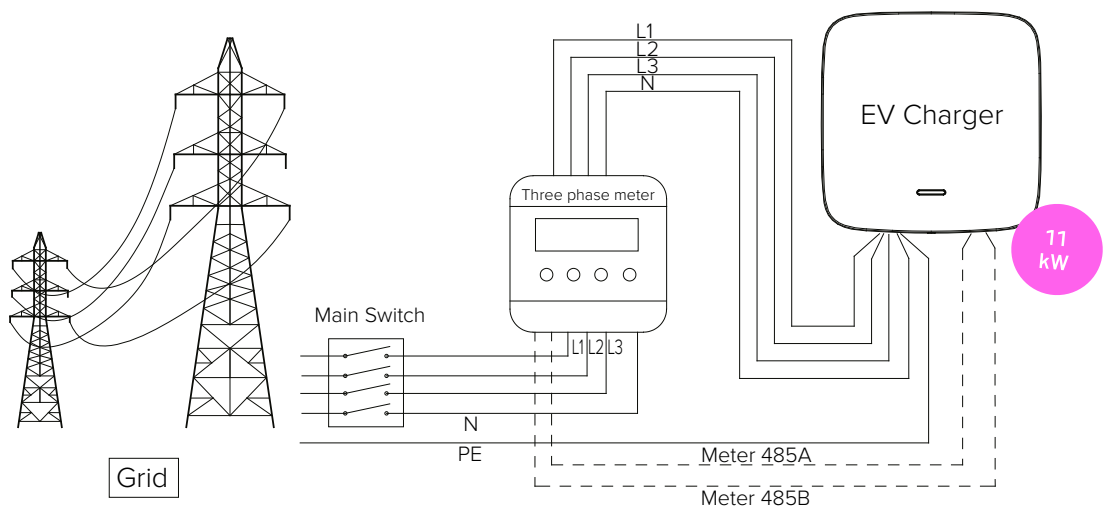 L1
L2
L3
N
EV Charger
Three phase meter
11
kW
Main Switch
L1 L2 L3
N
PE
Meter 485A
Grid
Meter 485B